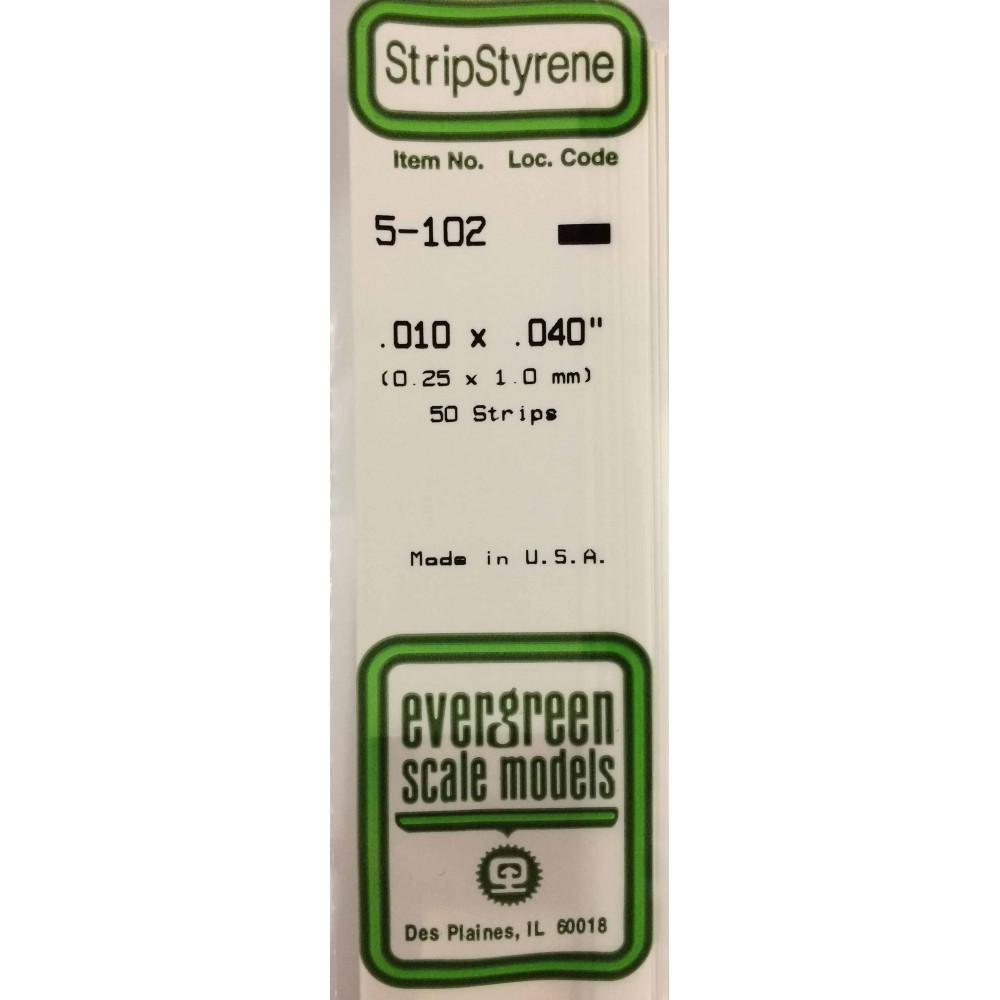 StripStyrene
Item No. Loc. Code
5-102
.010 x .040"
(0.25 x 1.0 mm)
50 Strips
Made in U.S.A.
evergreen
scale models
Des Plaines, IL 60018